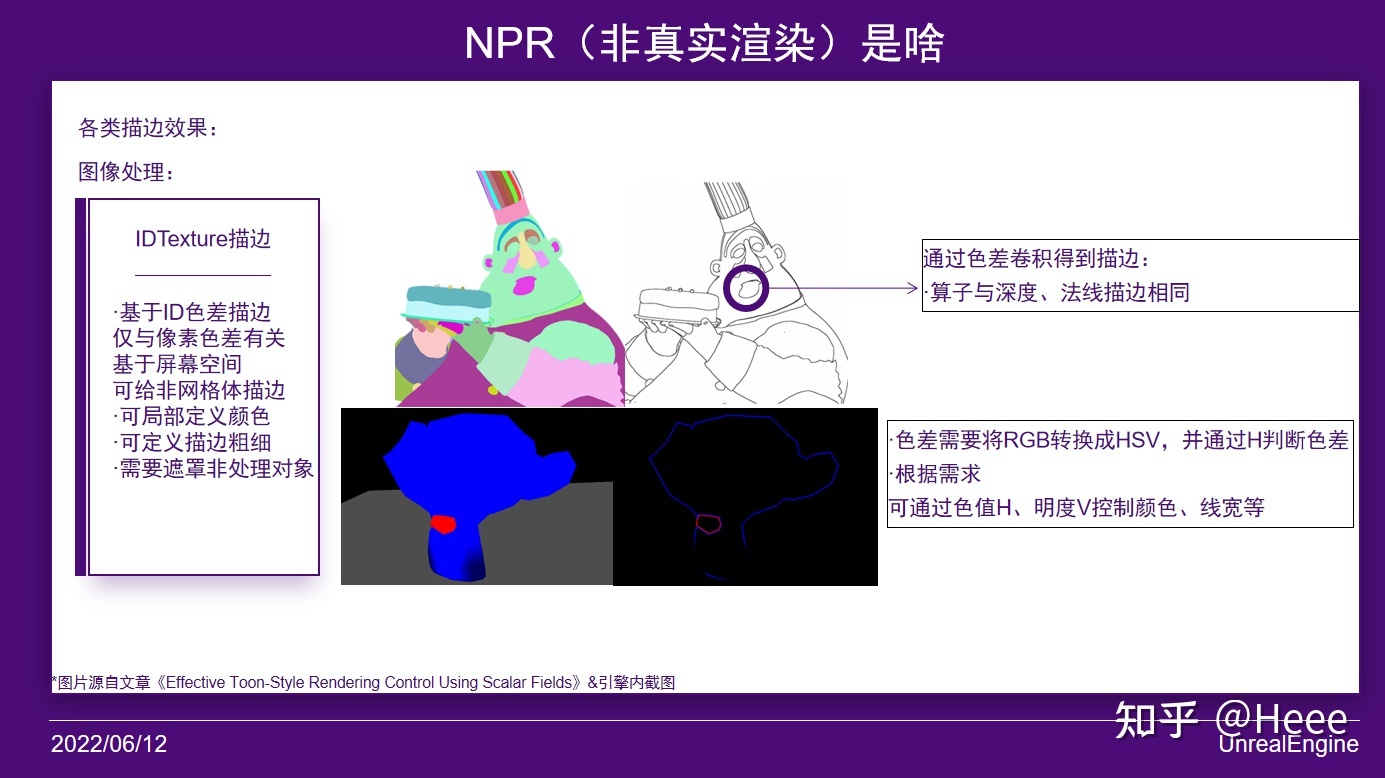 NPR（非真实渲染）是啥
各类描边效果：
图像处理：
IDTexture描边
·基于ID色差描边
仅与像素色差有关
基于屏幕空间
可给非网格体描边
·可局部定义颜色
·可定义描边粗细
·需要遮罩非处理对象
通过色差卷积得到描边：
·算子与深度、法线描边相同
·色差需要将RGB转换成HSV，并通过H判断色差
·根据需求
可通过色值H、明度V控制颜色、线宽等
*图片源自文章《Effective Toon-Style Rendering Control Using Scalar Fields》&引擎内截图
知乎 @Heee
2022/06/12
UnrealEngine